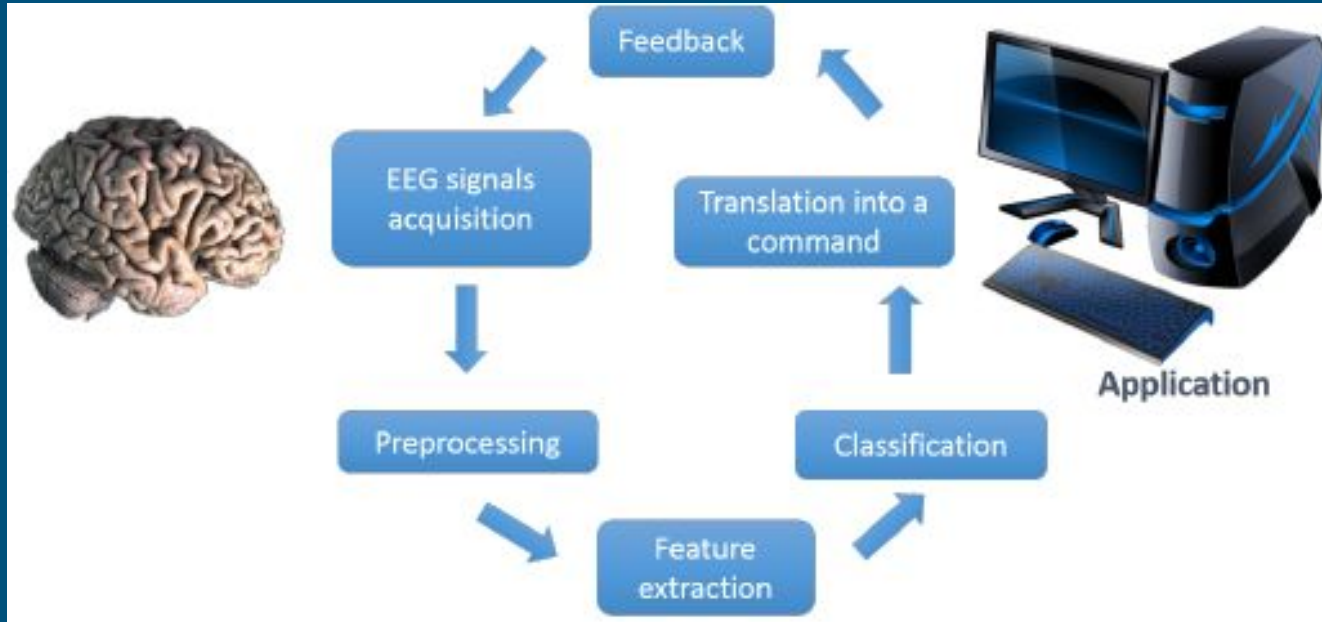 Feedback
EEG signals
acquisition
Translation into a
command
Application
Preprocessing
Classification
Feature
extraction